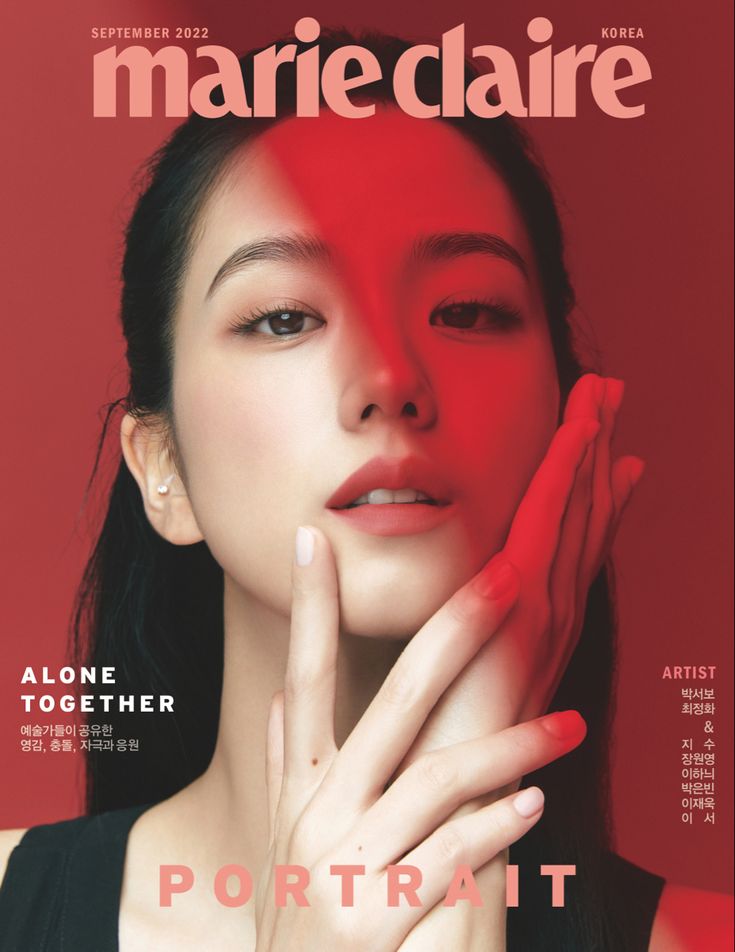 SEPTEMBER 2022
KOREA
marie claire
ALONE
TOGETHER
예술가들이 공유한
영감, 충돌, 자극과 응원
ARTIST
박서보
최정화
&
지 수
장원영
이하늬
박은빈
이재욱
이 서
PORTRAIT